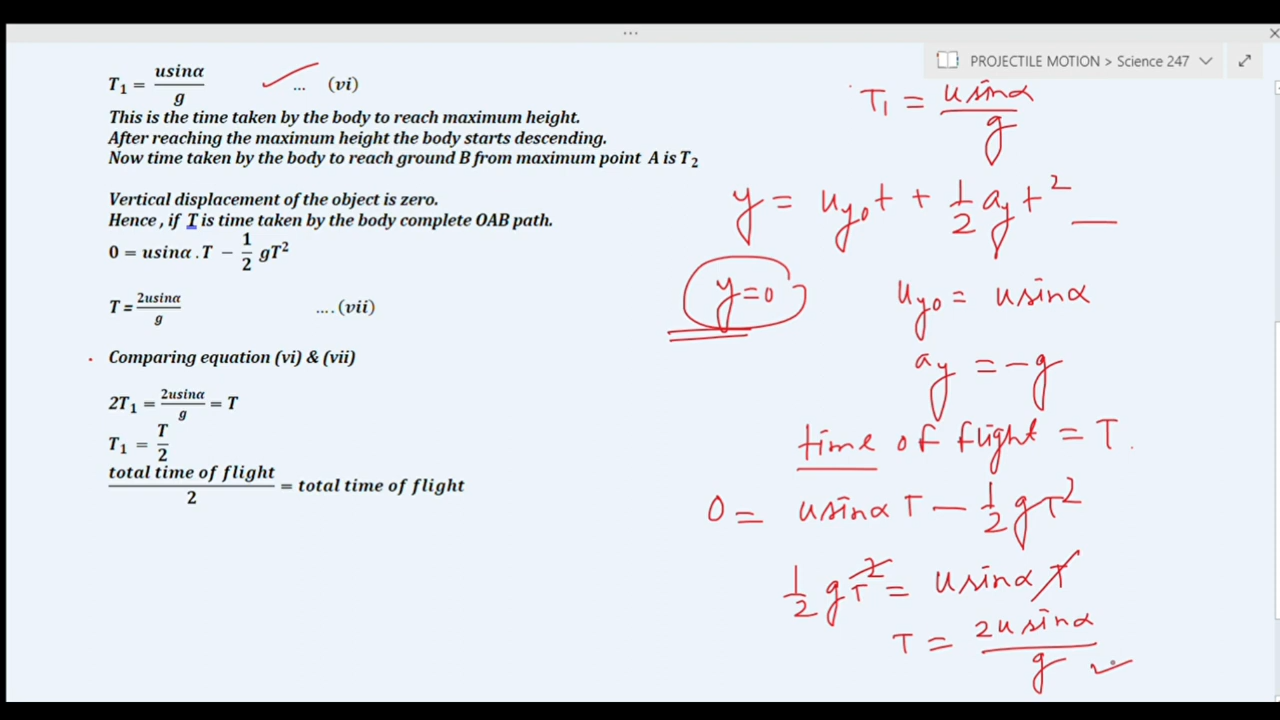 PROJECTILE MOTION > Science 247
T₁ = usinα/g ... (vi)
This is the time taken by the body to reach maximum height.
After reaching the maximum height the body starts descending.
Now time taken by the body to reach ground B from maximum point A is T₂
Vertical displacement of the object is zero.
Hence, if T is time taken by the body complete OAB path.
0 = usinα . T − 1/2 gT²
T = 2usinα/g ....(vii)
Comparing equation (vi) & (vii)
2T₁ = 2usinα/g = T
T₁ = T/2
total time of flight/2 = total time of flight
T₁ = usinα/g
y = u_y₀t + 1/2 a_y t²
y=0
u_y₀ = usinα
a_y = −g
time of flight = T.
0 = usinα T − 1/2 gT²
1/2 gT² = usinα T
T = 2usinα/g